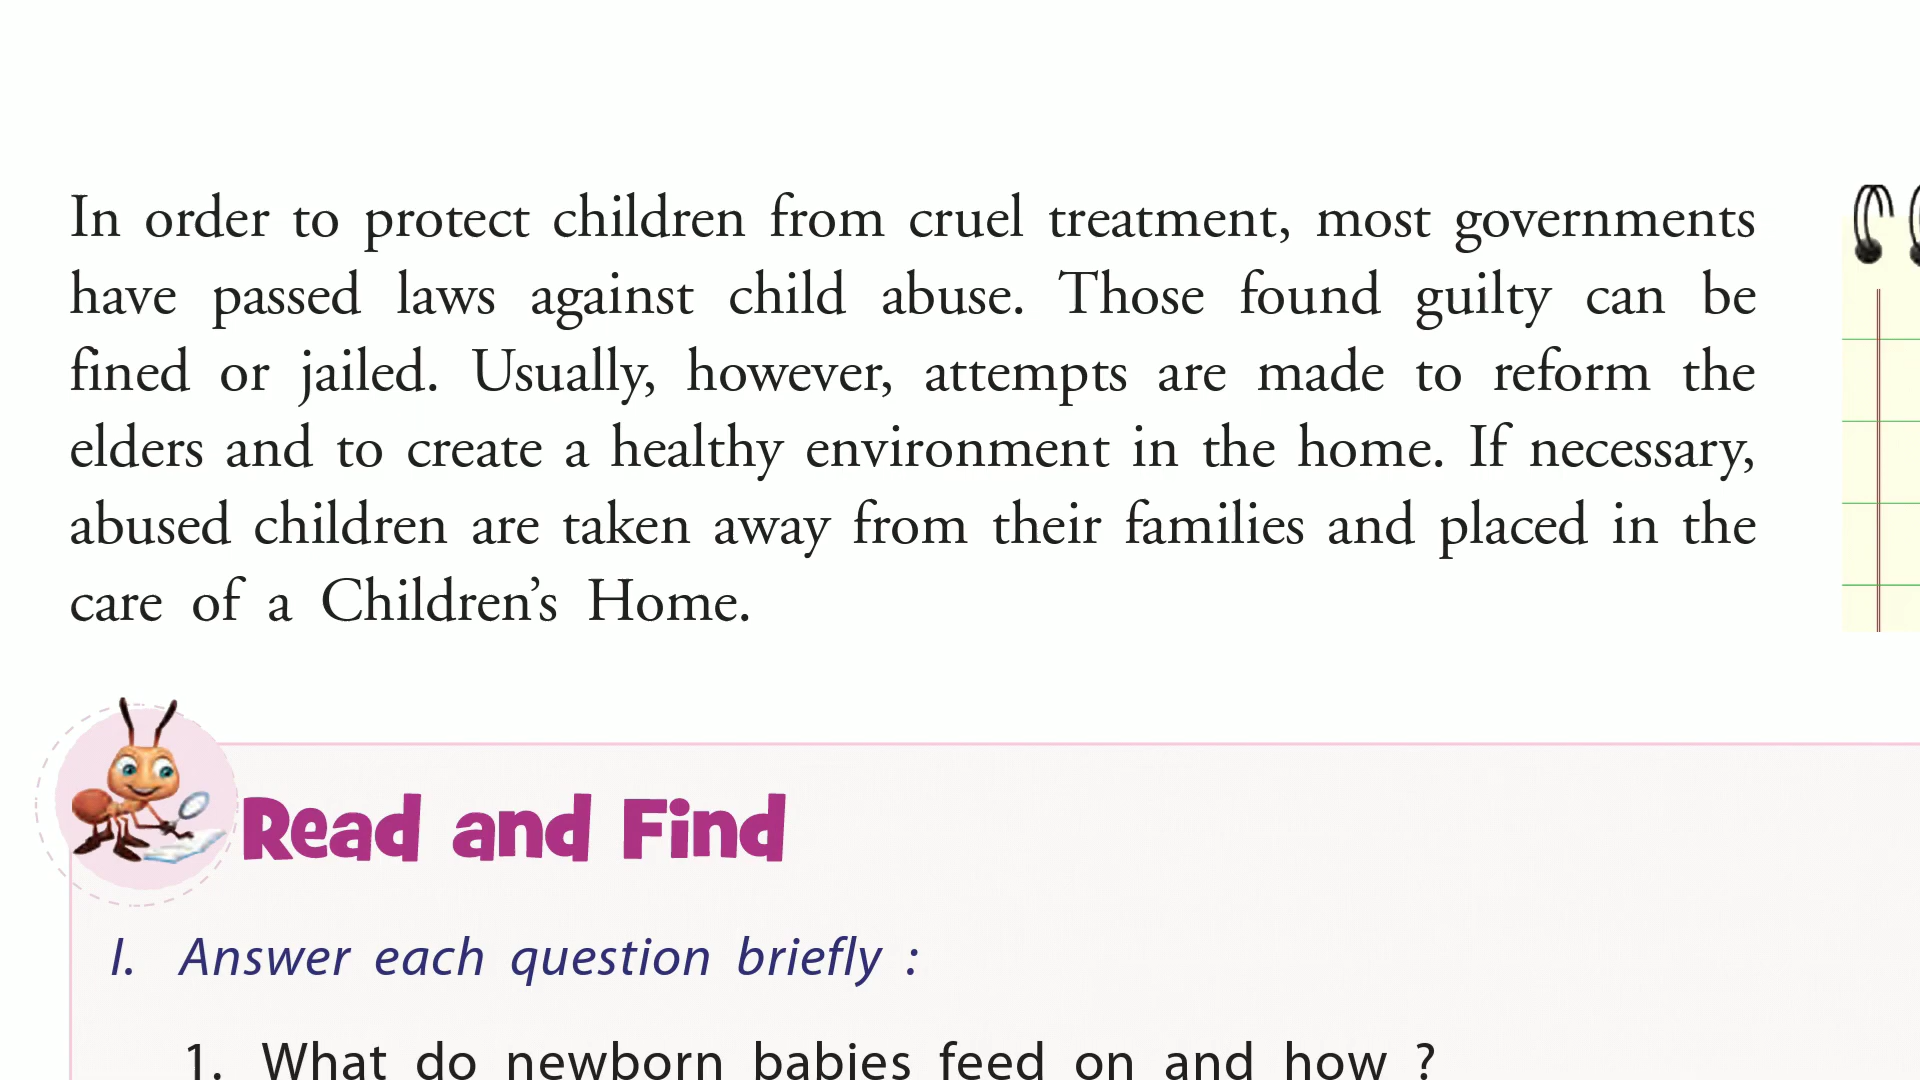 In order to protect children from cruel treatment, most governments
have passed laws against child abuse. Those found guilty can be
fined or jailed. Usually, however, attempts are made to reform the
elders and to create a healthy environment in the home. If necessary,
abused children are taken away from their families and placed in the
care of a Children’s Home.
Read and Find
I. Answer each question briefly :
1. What do newborn babies feed on and how ?